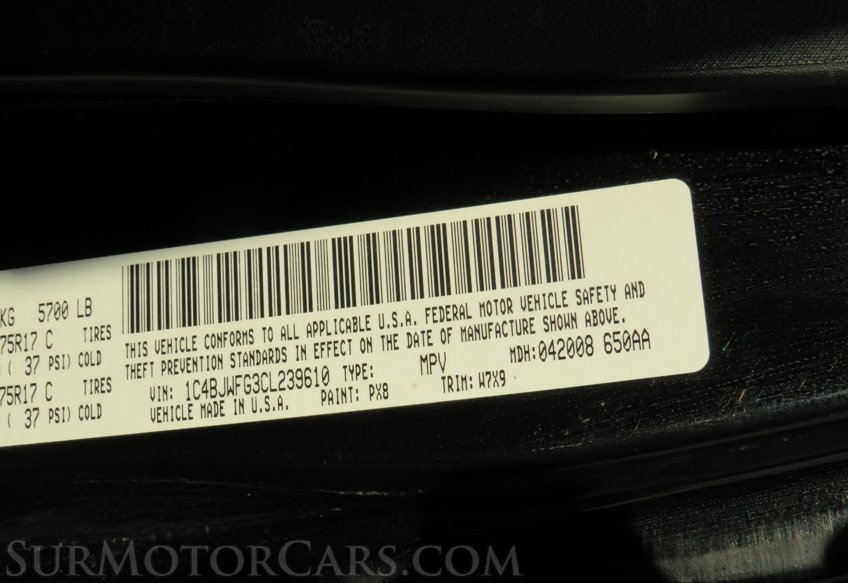 KG 5700 LB
75R17 C TIRES
( 37 PSI) COLD
75R17 C TIRES
( 37 PSI) COLD
THIS VEHICLE CONFORMS TO ALL APPLICABLE U.S.A. FEDERAL MOTOR VEHICLE SAFETY AND
THEFT PREVENTION STANDARDS IN EFFECT ON THE DATE OF MANUFACTURE SHOWN ABOVE.
VIN: 1C4BJWFG3CL239610 TYPE: MPV MDH: 042008 650AA
VEHICLE MADE IN U.S.A. PAINT: PX8 TRIM: W7X9
SurMotorCars.com